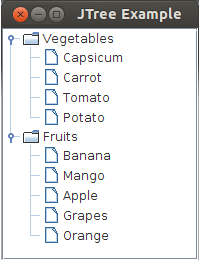 JTree Example
Vegetables
Capsicum
Carrot
Tomato
Potato
Fruits
Banana
Mango
Apple
Grapes
Orange